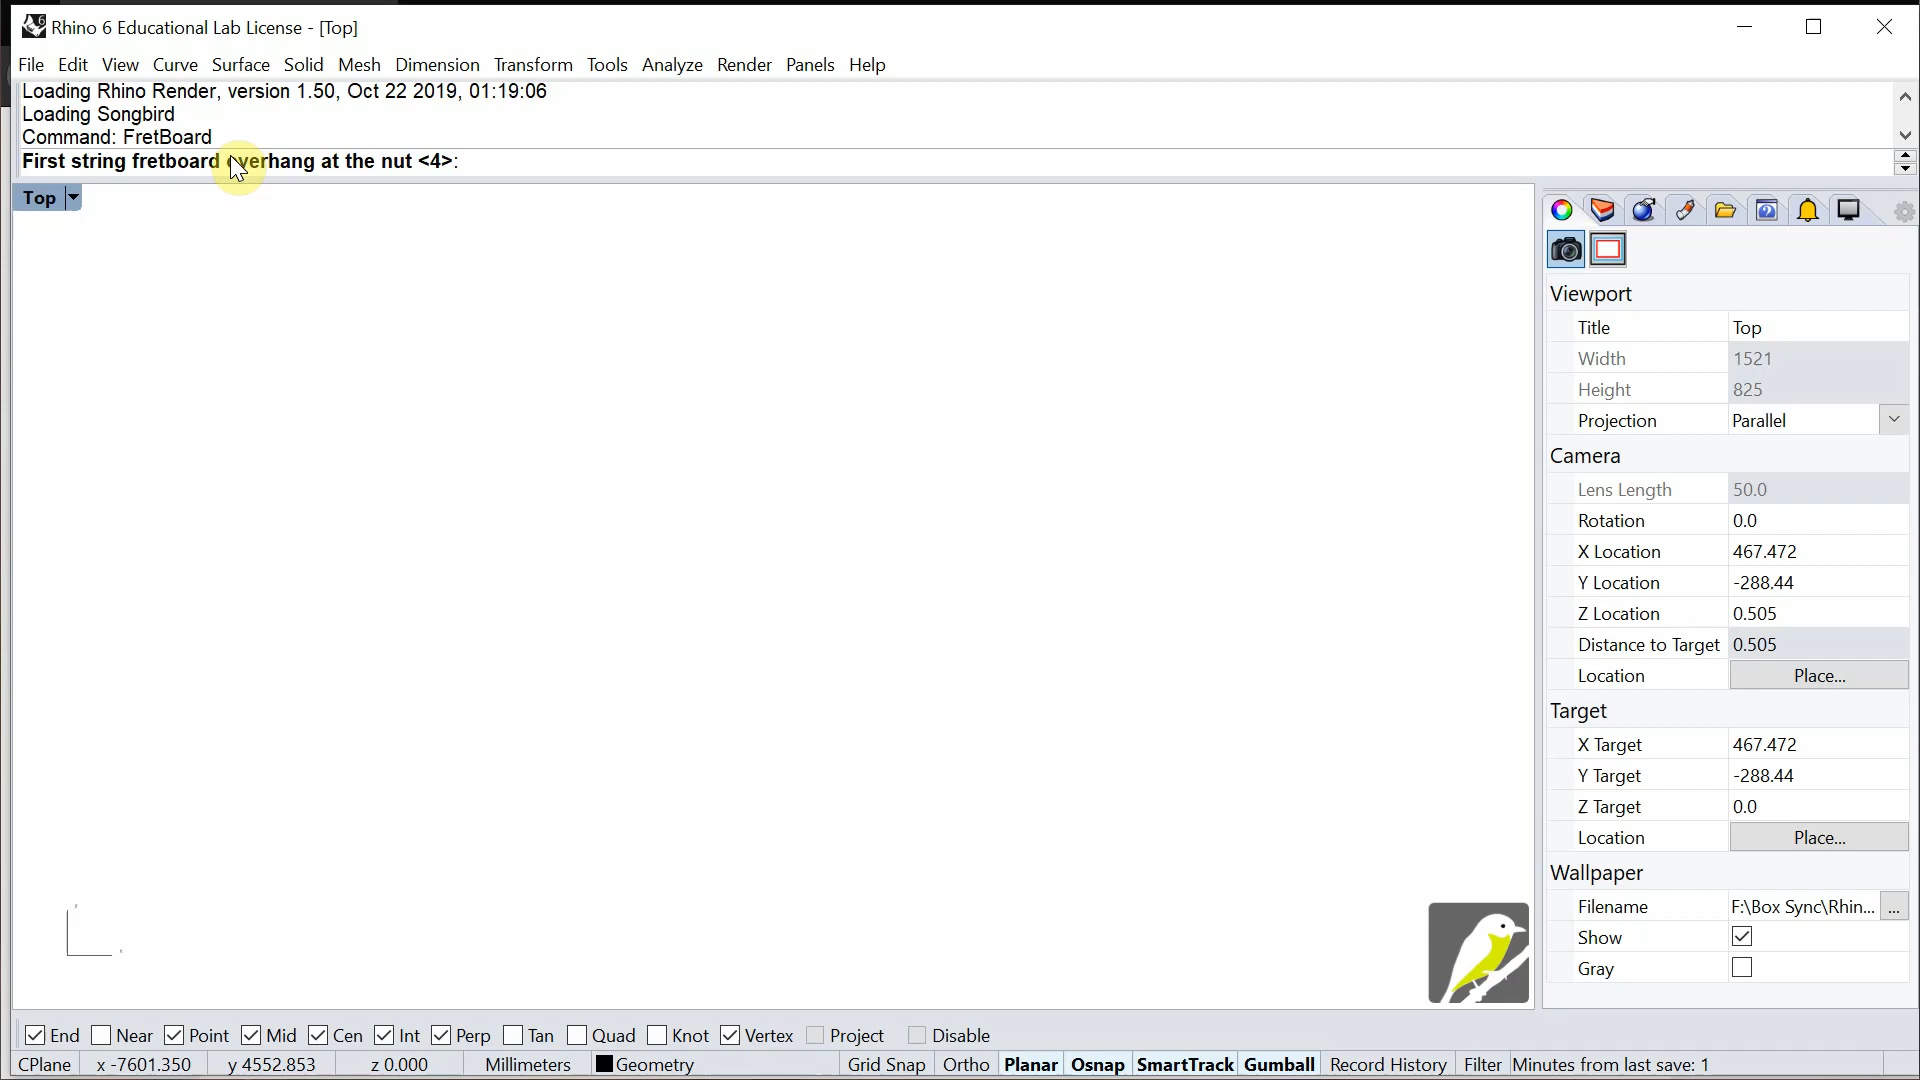 Rhino 6 Educational Lab License - [Top]
File Edit View Curve Surface Solid Mesh Dimension Transform Tools Analyze Render Panels Help
Loading Rhino Render, version 1.50, Oct 22 2019, 01:19:06
Loading Songbird
Command: FretBoard
First string fretboard overhang at the nut <4>:
Top
Viewport
Title Top
Width 1521
Height 825
Projection Parallel
Camera
Lens Length 50.0
Rotation 0.0
X Location 467.472
Y Location -288.44
Z Location 0.505
Distance to Target 0.505
Location Place...
Target
X Target 467.472
Y Target -288.44
Z Target 0.0
Location Place...
Wallpaper
Filename F:\Box Sync\Rhin... ...
Show
Gray
End Near Point Mid Cen Int Perp Tan Quad Knot Vertex Project Disable
CPlane x -7601.350 y 4552.853 z 0.000 Millimeters Geometry Grid Snap Ortho Planar Osnap SmartTrack Gumball Record History Filter Minutes from last save: 1